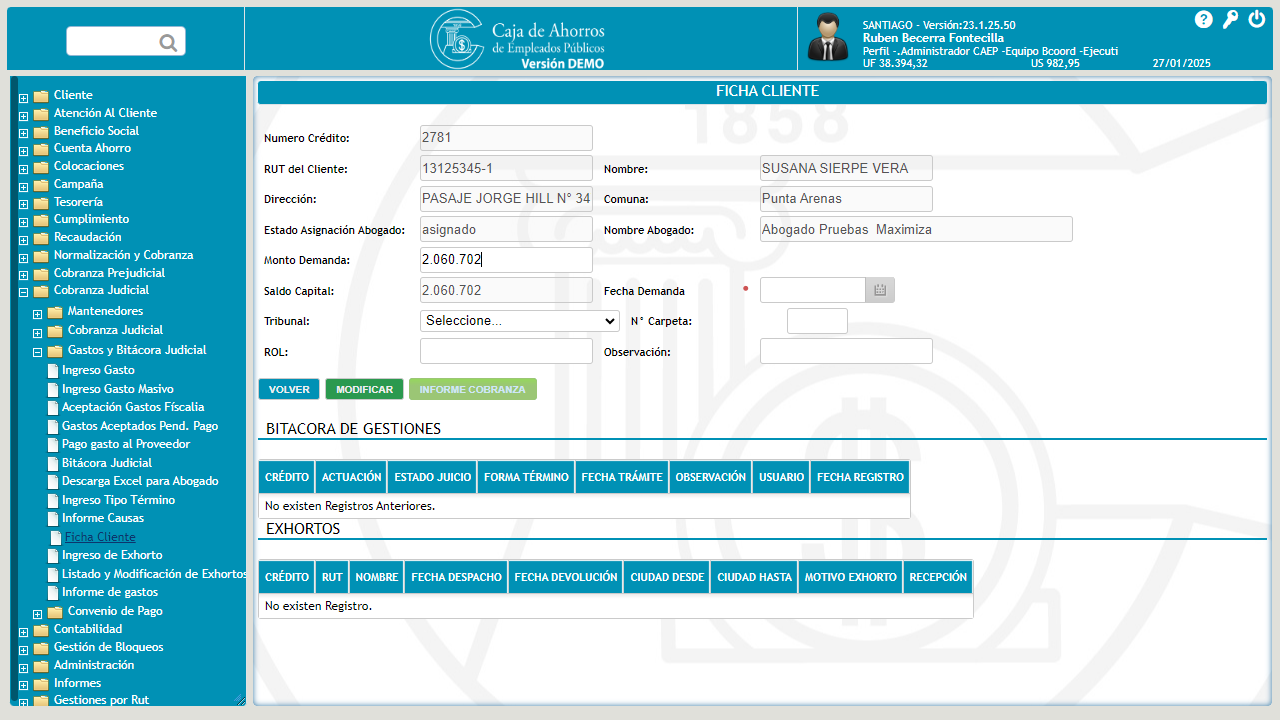 Caja de Ahorros
de Empleados Públicos
Versión DEMO
SANTIAGO - Versión:23.1.25.50
Ruben Becerra Fontecilla
Perfil -.Administrador CAEP -Equipo Bcoord -Ejecuti
UF 38.394,32 US 982,95 27/01/2025
Cliente
Atención Al Cliente
Beneficio Social
Cuenta Ahorro
Colocaciones
Campaña
Tesorería
Cumplimiento
Recaudación
Normalización y Cobranza
Cobranza Prejudicial
Cobranza Judicial
Mantenedores
Cobranza Judicial
Gastos y Bitácora Judicial
Ingreso Gasto
Ingreso Gasto Masivo
Aceptación Gastos Físcalia
Gastos Aceptados Pend. Pago
Pago gasto al Proveedor
Bitácora Judicial
Descarga Excel para Abogado
Ingreso Tipo Término
Informe Causas
Ficha Cliente
Ingreso de Exhorto
Listado y Modificación de Exhortos
Informe de gastos
Convenio de Pago
Contabilidad
Gestión de Bloqueos
Administración
Informes
Gestiones por Rut
FICHA CLIENTE
1858
Numero Crédito: 2781
RUT del Cliente: 13125345-1 Nombre: SUSANA SIERPE VERA
Dirección: PASAJE JORGE HILL N° 34 Comuna: Punta Arenas
Estado Asignación Abogado: asignado Nombre Abogado: Abogado Pruebas Maximiza
Monto Demanda: 2.060.702
Saldo Capital: 2.060.702 Fecha Demanda *
Tribunal: Seleccione... N° Carpeta:
ROL: Observación:
VOLVER MODIFICAR INFORME COBRANZA
BITACORA DE GESTIONES
CRÉDITO ACTUACIÓN ESTADO JUICIO FORMA TÉRMINO FECHA TRÁMITE OBSERVACIÓN USUARIO FECHA REGISTRO
No existen Registros Anteriores.
EXHORTOS
CRÉDITO RUT NOMBRE FECHA DESPACHO FECHA DEVOLUCIÓN CIUDAD DESDE CIUDAD HASTA MOTIVO EXHORTO RECEPCIÓN
No existen Registro.